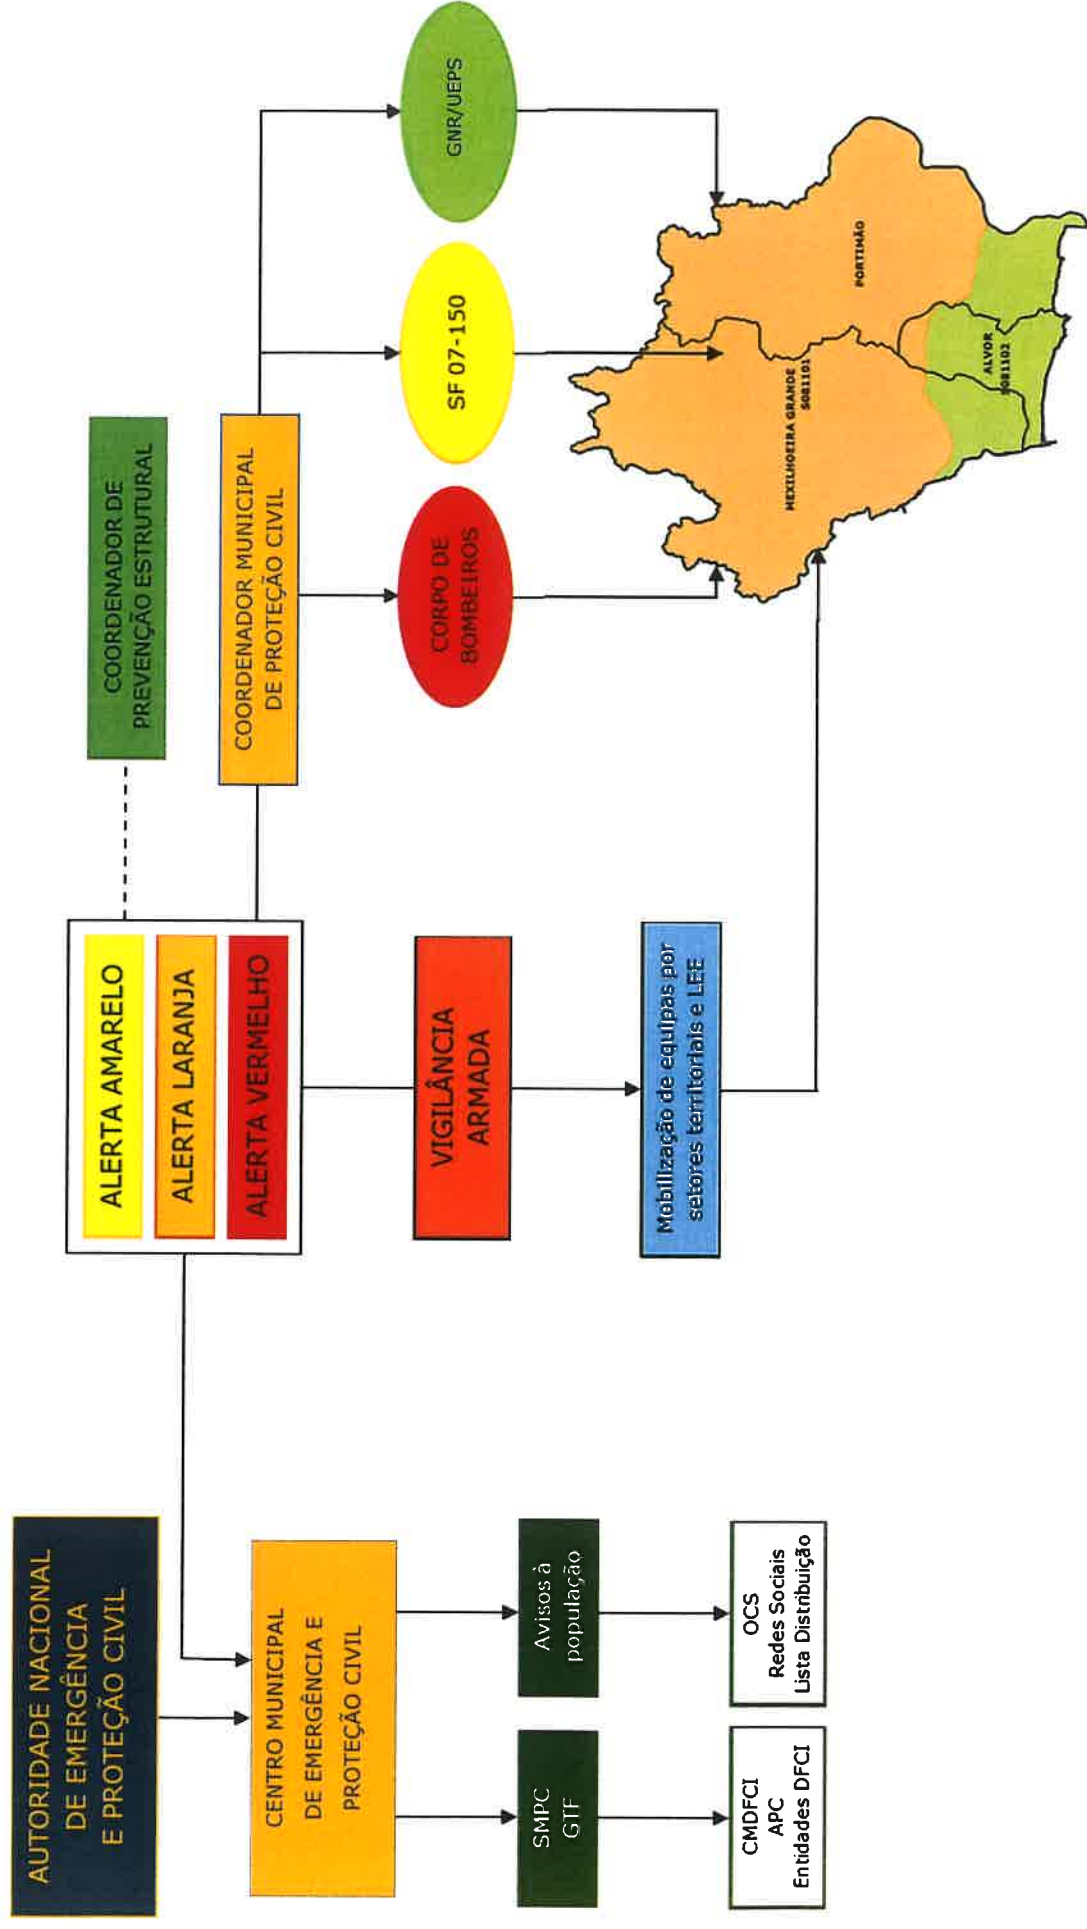 AUTORIDADE NACIONAL
DE EMERGÊNCIA
E PROTEÇÃO CIVIL
CENTRO MUNICIPAL
DE EMERGÊNCIA E
PROTEÇÃO CIVIL
SMPC
GTF
Avisos à
população
CMDFCI
APC
Entidades DFCI
OCS
Redes Sociais
Lista Distribuição
ALERTA AMARELO
ALERTA LARANJA
ALERTA VERMELHO
VIGILÂNCIA
ARMADA
Mobilização de equipas por
setores territoriais e LEE
COORDENADOR DE
PREVENÇÃO ESTRUTURAL
COORDENADOR MUNICIPAL
DE PROTEÇÃO CIVIL
CORPO DE
BOMBEIROS
SF 07-150
GNR/UEPS
MEXILHOEIRA GRANDE
S081101
PORTIMÃO
ALVOR
S081102